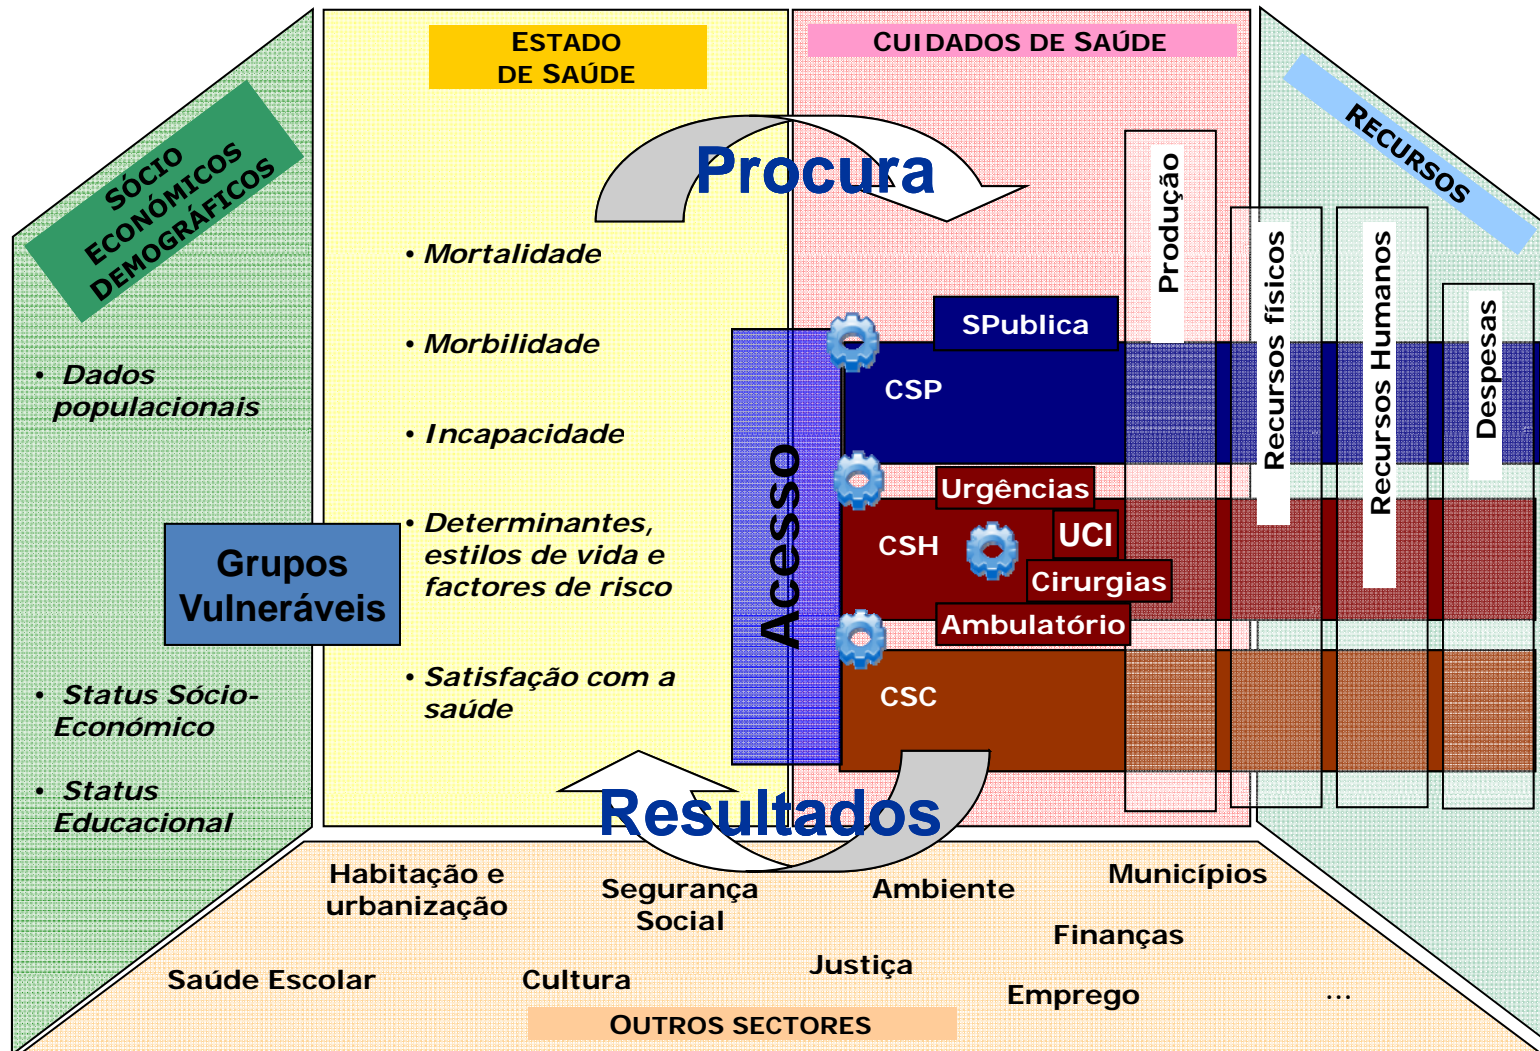 ESTADO
DE SAÚDE
CUIDADOS DE SAÚDE
SÓCIO
ECONÓMICOS
DEMOGRÁFICOS
RECURSOS
Procura
• Mortalidade
• Morbilidade
• Incapacidade
• Determinantes,
estilos de vida e
factores de risco
• Satisfação com a
saúde
• Dados
populacionais
Grupos
Vulneráveis
• Status Sócio-
Económico
• Status
Educacional
Acesso
SPublica
CSP
Urgências
CSH
UCI
Cirurgias
Ambulatório
CSC
Produção
Recursos físicos
Recursos Humanos
Despesas
Resultados
Habitação e
urbanização
Segurança
Social
Ambiente
Municípios
Finanças
Saúde Escolar
Cultura
Justiça
Emprego
...
OUTROS SECTORES